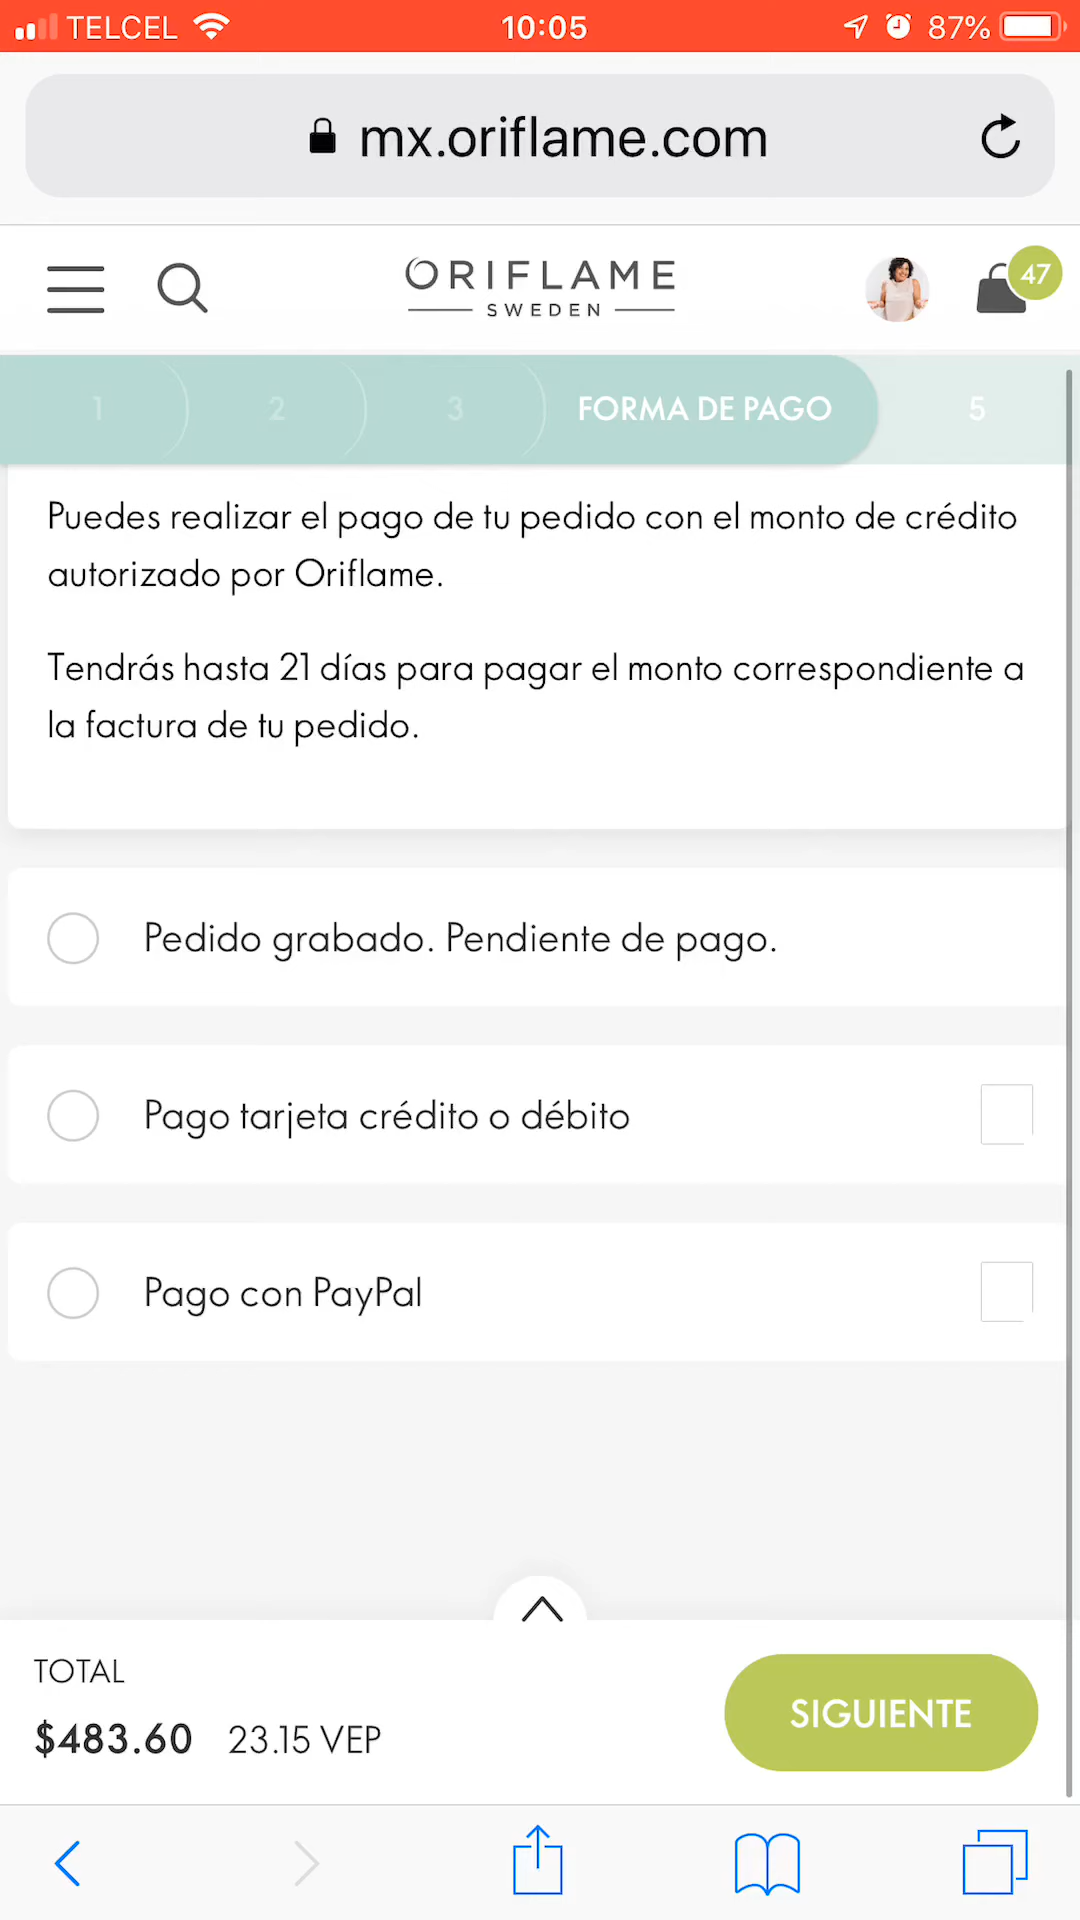 TELCEL 10:05 87%
mx.oriflame.com
ORIFLAME
SWEDEN
47
1 2 3 FORMA DE PAGO 5
Puedes realizar el pago de tu pedido con el monto de crédito
autorizado por Oriflame.
Tendrás hasta 21 días para pagar el monto correspondiente a
la factura de tu pedido.
Pedido grabado. Pendiente de pago.
Pago tarjeta crédito o débito
Pago con PayPal
TOTAL
$483.60 23.15 VEP
SIGUIENTE